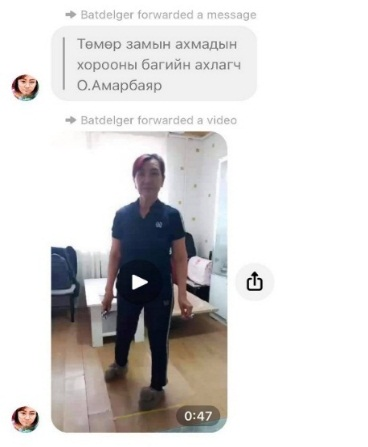 Batdelger forwarded a message
Төмөр замын ахмадын
хорооны багийн ахлагч
О.Амарбаяр
Batdelger forwarded a video
0:47